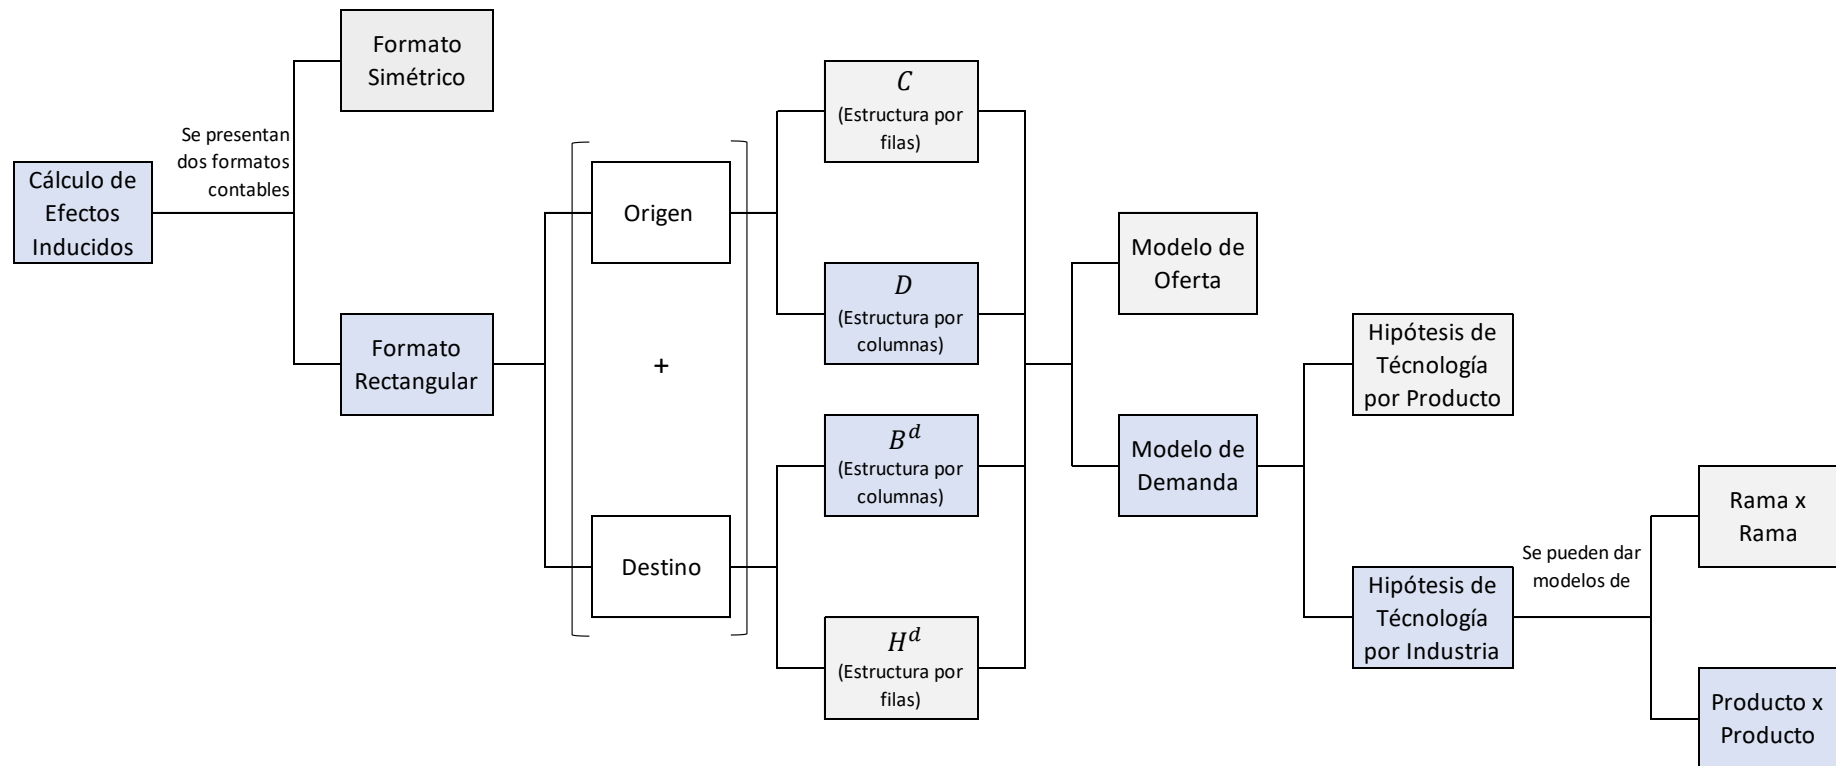 Cálculo de
Efectos
Inducidos
Se presentan
dos formatos
contables
Formato
Simétrico
Formato
Rectangular
Origen
+
Destino
C
(Estructura por
filas)
D
(Estructura por
columnas)
B^d
(Estructura por
columnas)
H^d
(Estructura por
filas)
Modelo de
Oferta
Modelo de
Demanda
Hipótesis de
Técnología
por Producto
Hipótesis de
Técnología
por Industria
Se pueden dar
modelos de
Rama x
Rama
Producto x
Producto